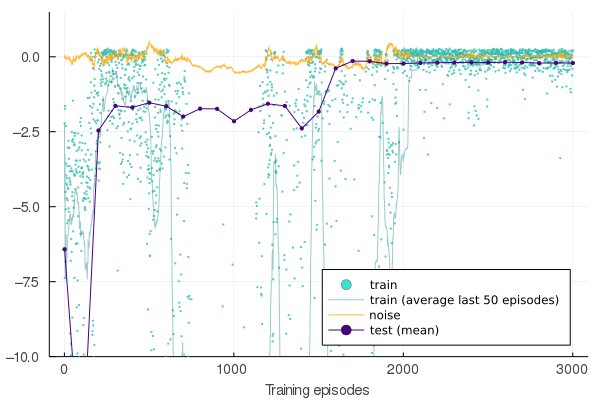 0.0
−2.5
−5.0
−7.5
−10.0
train
train (average last 50 episodes)
noise
test (mean)
0 1000 2000 3000
Training episodes